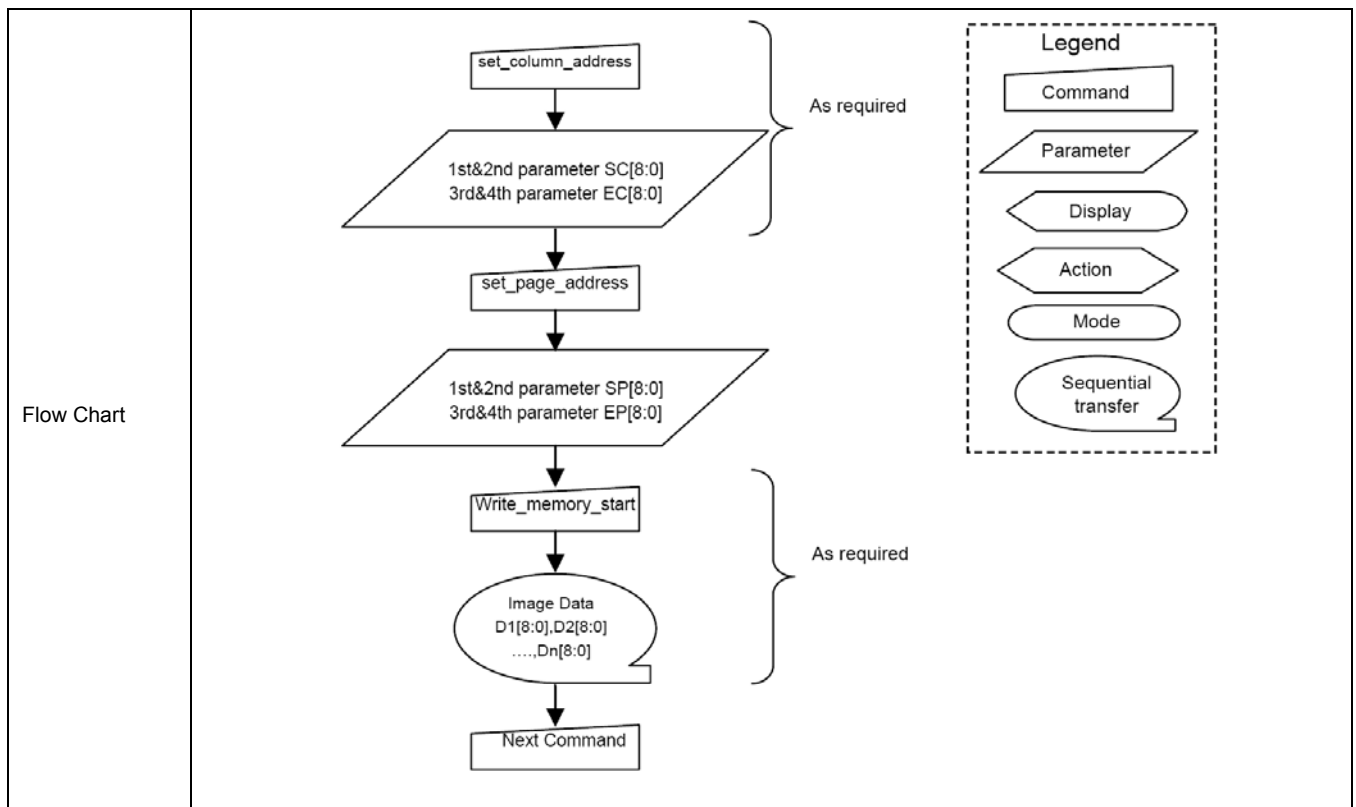 Flow Chart
set_column_address
1st&2nd parameter SC[8:0]
3rd&4th parameter EC[8:0]
As required
set_page_address
1st&2nd parameter SP[8:0]
3rd&4th parameter EP[8:0]
Write_memory_start
Image Data
D1[8:0],D2[8:0]
....,Dn[8:0]
As required
Next Command
Legend
Command
Parameter
Display
Action
Mode
Sequential
transfer